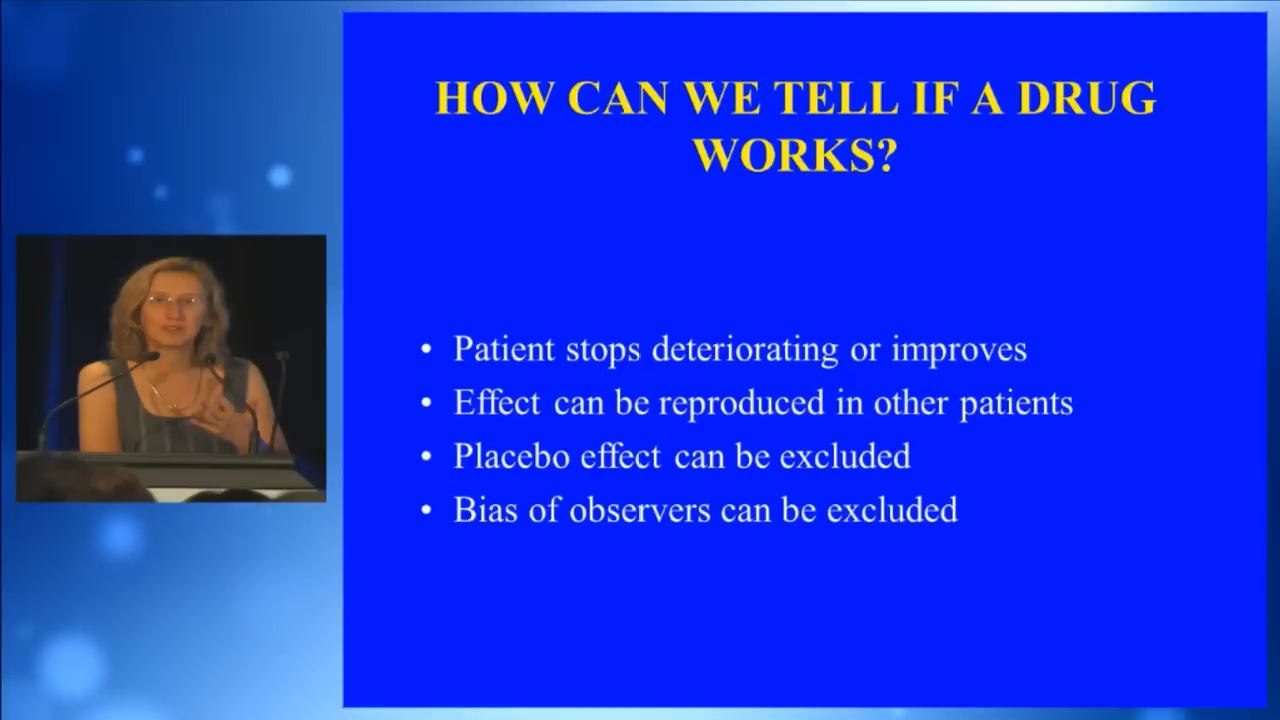 HOW CAN WE TELL IF A DRUG
WORKS?
• Patient stops deteriorating or improves
• Effect can be reproduced in other patients
• Placebo effect can be excluded
• Bias of observers can be excluded